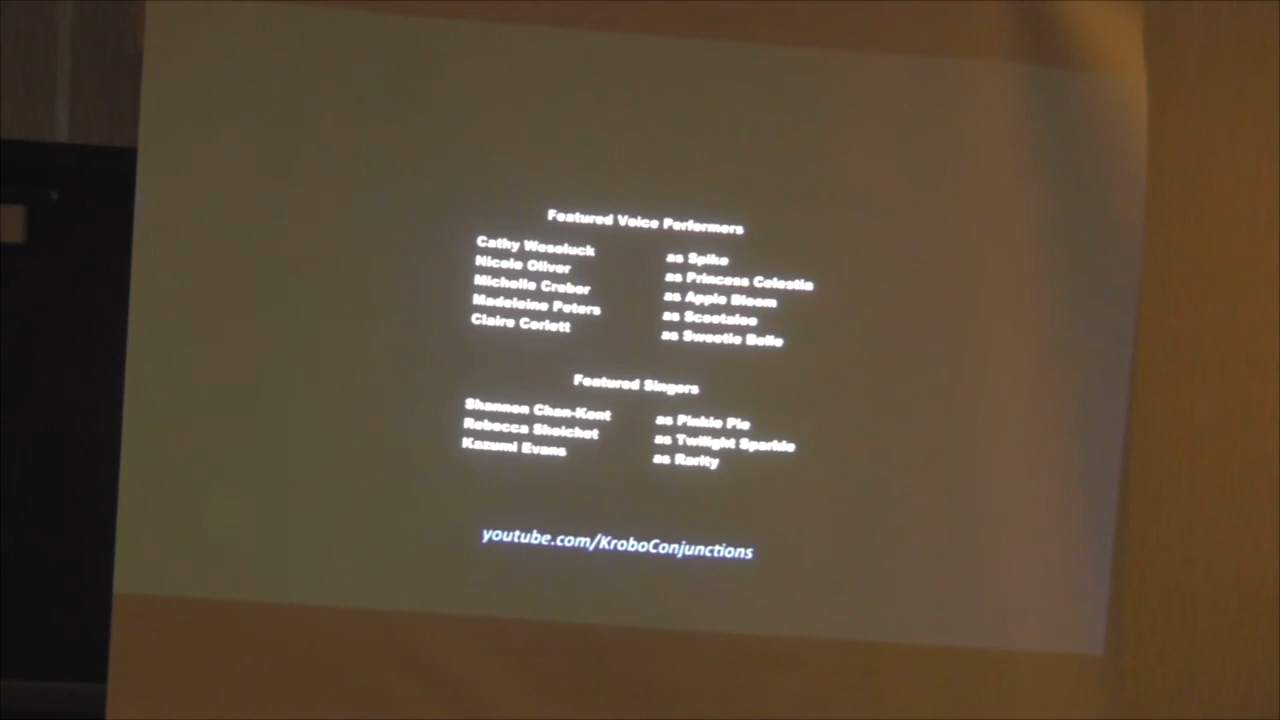 Featured Voice Performers
Cathy Weseluck as Spike
Nicole Oliver as Princess Celestia
Michelle Creber as Apple Bloom
Madeleine Peters as Scootaloo
Claire Corlett as Sweetie Belle
Featured Singers
Shannon Chan-Kent as Pinkie Pie
Rebecca Shoichet as Twilight Sparkle
Kazumi Evans as Rarity
youtube.com/KroboConjunctions